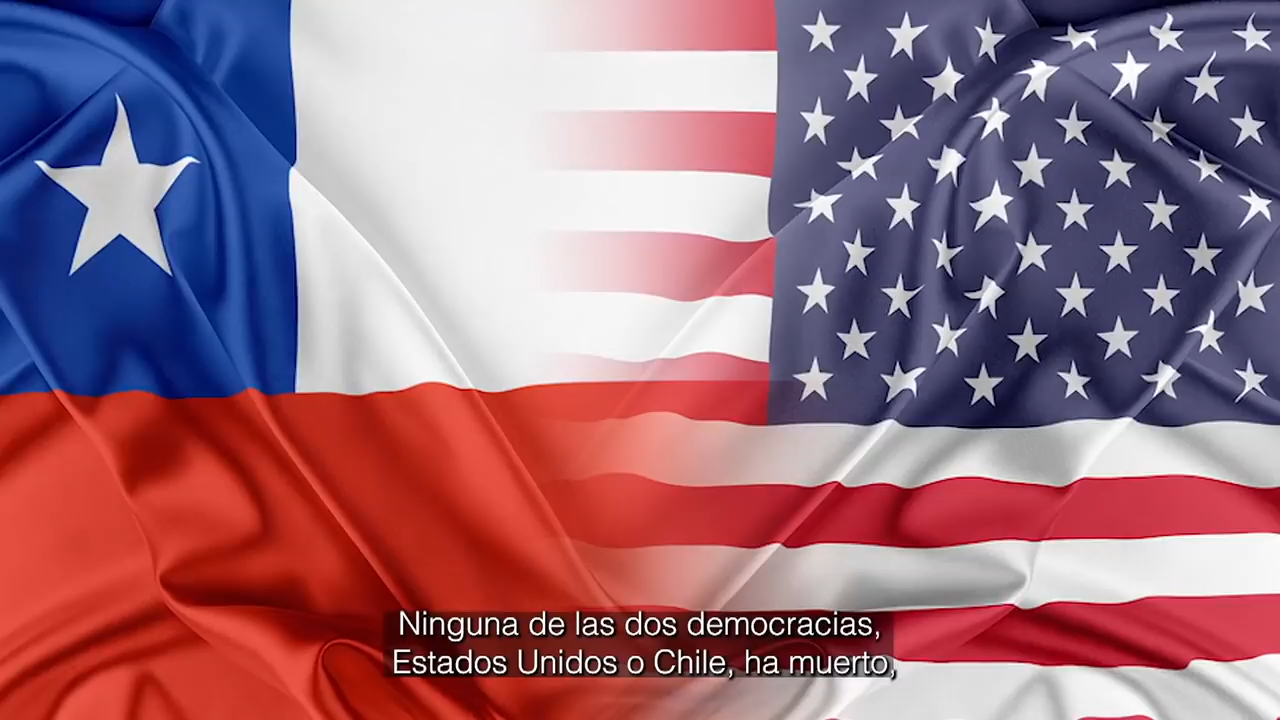 Ninguna de las dos democracias,
Estados Unidos o Chile, ha muerto,